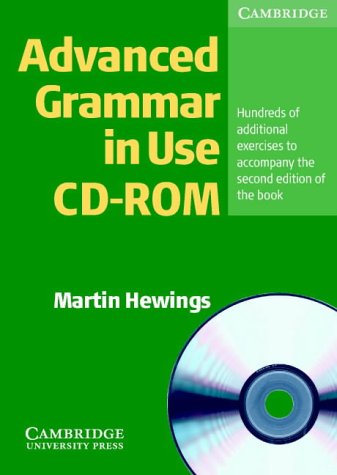 CAMBRIDGE
Advanced
Grammar
in Use
CD-ROM
Hundreds of
additional
exercises to
accompany the
second edition of
the book
Martin Hewings
CAMBRIDGE
UNIVERSITY PRESS